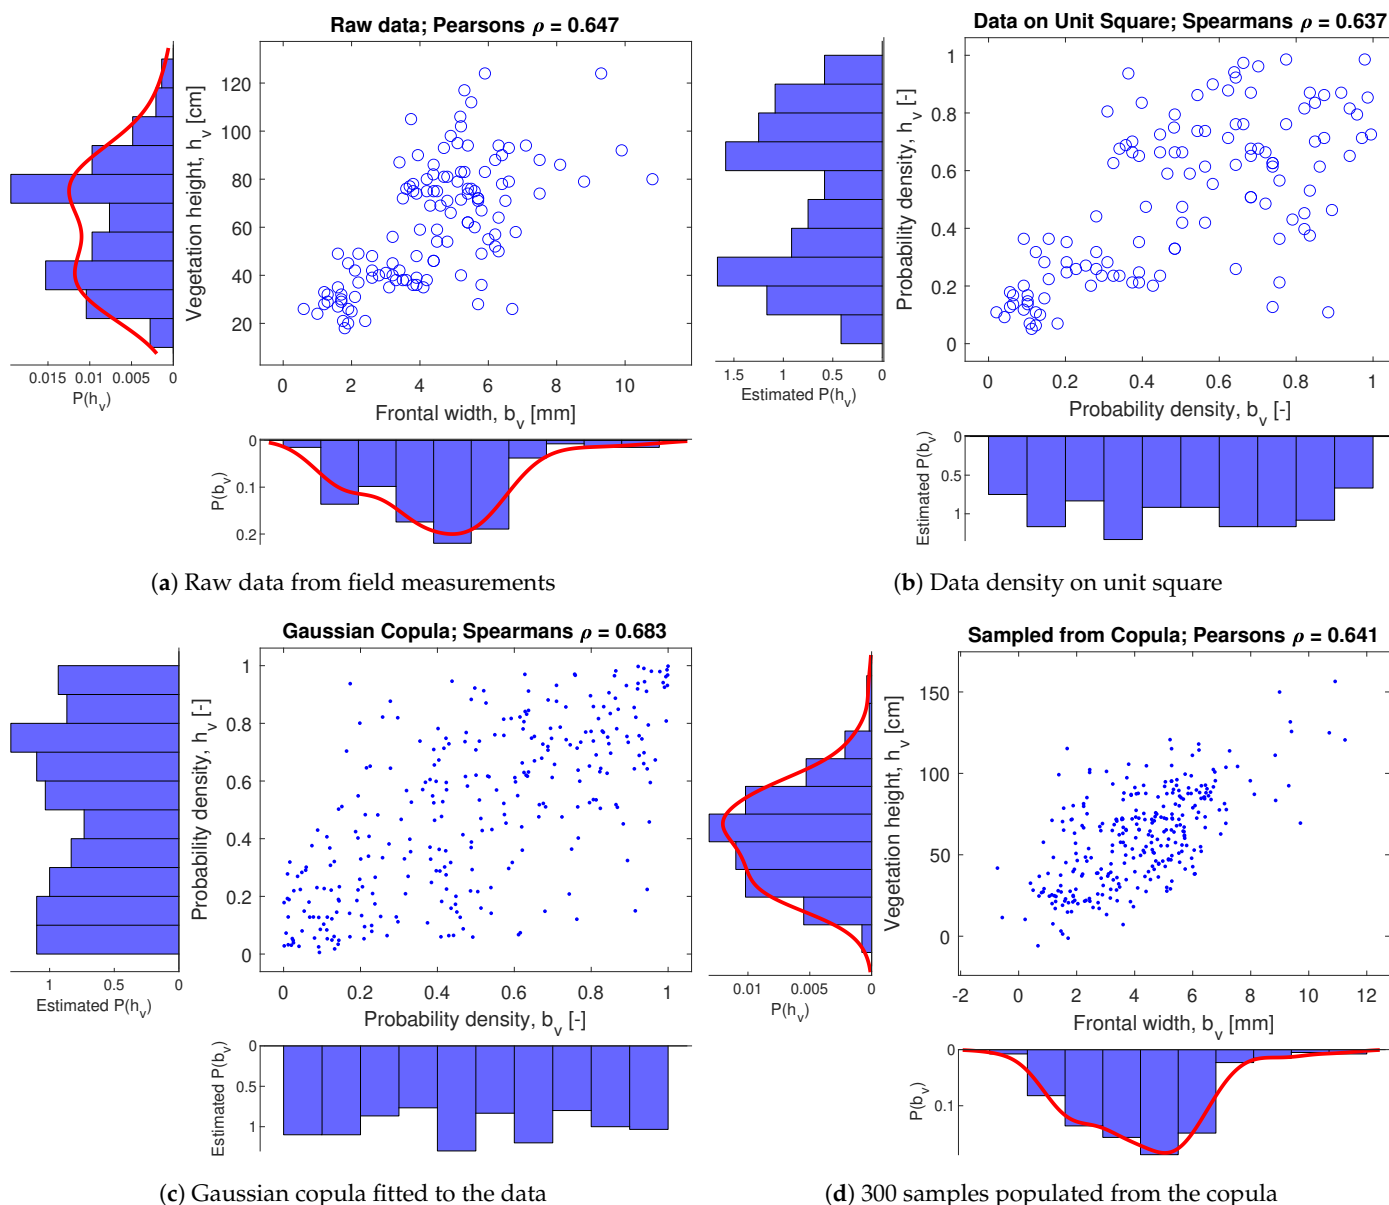 Raw data; Pearsons ρ = 0.647
120
100
80
60
40
20
Vegetation height, h_v [cm]
0.015 0.01 0.005 0
P(h_v)
0 2 4 6 8 10
Frontal width, b_v [mm]
0
0.1
0.2
P(b_v)
(a) Raw data from field measurements
Data on Unit Square; Spearmans ρ = 0.637
1
0.8
0.6
0.4
0.2
0
Probability density, h_v [-]
1.5 1 0.5 0
Estimated P(h_v)
0 0.2 0.4 0.6 0.8 1
Probability density, b_v [-]
0
0.5
1
Estimated P(b_v)
(b) Data density on unit square
Gaussian Copula; Spearmans ρ = 0.683
1
0.8
0.6
0.4
0.2
0
Probability density, h_v [-]
1 0.5 0
Estimated P(h_v)
0 0.2 0.4 0.6 0.8 1
Probability density, b_v [-]
0
0.5
1
Estimated P(b_v)
(c) Gaussian copula fitted to the data
Sampled from Copula; Pearsons ρ = 0.641
150
100
50
0
Vegetation height, h_v [cm]
0.01 0.005 0
P(h_v)
-2 0 2 4 6 8 10 12
Frontal width, b_v [mm]
0
0.1
P(b_v)
(d) 300 samples populated from the copula